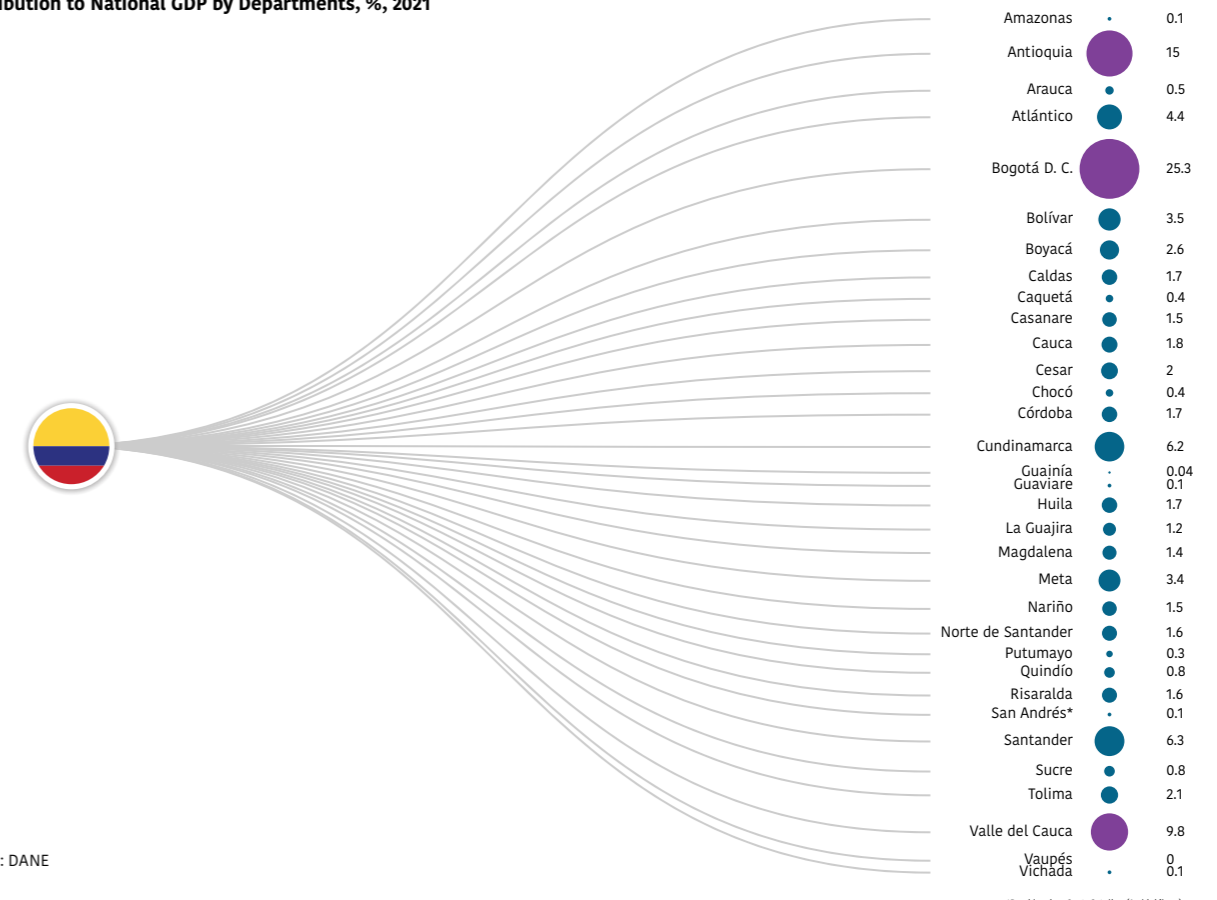 to National GDP by Departments, %, 2021
Amazonas 0.1
Antioquia 15
Arauca 0.5
Atlántico 4.4
Bogotá D. C. 25.3
Bolívar 3.5
Boyacá 2.6
Caldas 1.7
Caquetá 0.4
Casanare 1.5
Cauca 1.8
Cesar 2
Chocó 0.4
Córdoba 1.7
Cundinamarca 6.2
Guainía 0.04
Guaviare 0.1
Huila 1.7
La Guajira 1.2
Magdalena 1.4
Meta 3.4
Nariño 1.5
Norte de Santander 1.6
Putumayo 0.3
Quindío 0.8
Risaralda 1.6
San Andrés* 0.1
Santander 6.3
Sucre 0.8
Tolima 2.1
Valle del Cauca 9.8
Vaupés 0
Vichada 0.1
: DANE